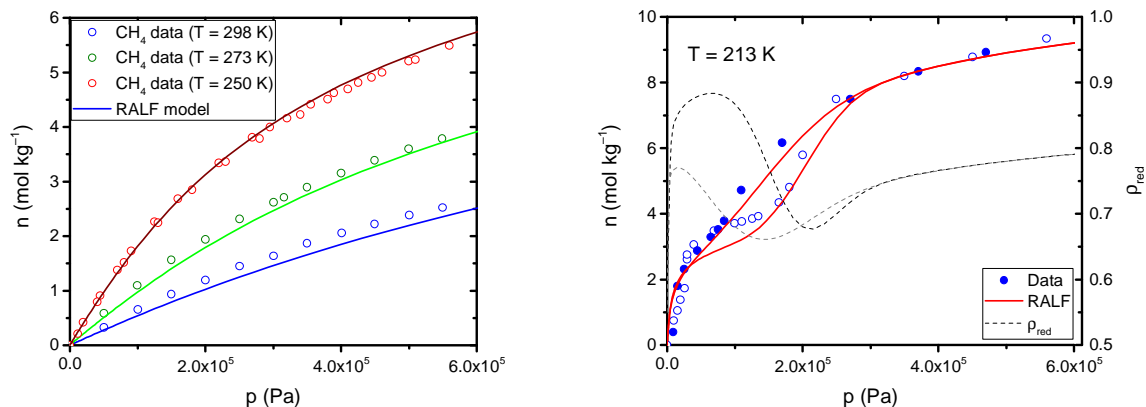 CH₄ data (T = 298 K)
CH₄ data (T = 273 K)
CH₄ data (T = 250 K)
RALF model
n (mol kg⁻¹)
6
5
4
3
2
1
0
0.0 2.0x10⁵ 4.0x10⁵ 6.0x10⁵
p (Pa)
T = 213 K
n (mol kg⁻¹)
10
8
6
4
2
0
1.0
0.9
0.8
0.7
0.6
0.5
ρred
Data
RALF
ρred
0.0 2.0x10⁵ 4.0x10⁵ 6.0x10⁵
p (Pa)